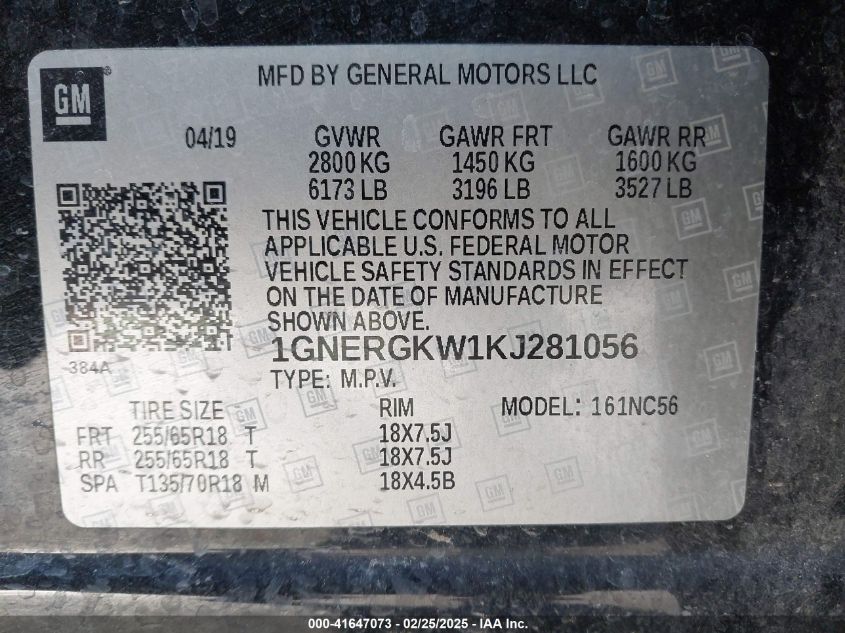 GM ®
MFD BY GENERAL MOTORS LLC
04/19 GVWR GAWR FRT GAWR RR
2800 KG 1450 KG 1600 KG
6173 LB 3196 LB 3527 LB
THIS VEHICLE CONFORMS TO ALL
APPLICABLE U.S. FEDERAL MOTOR
VEHICLE SAFETY STANDARDS IN EFFECT
ON THE DATE OF MANUFACTURE
SHOWN ABOVE.
1GNERGKW1KJ281056
384A
TYPE: M.P.V.
TIRE SIZE RIM MODEL: 161NC56
FRT 255/65R18 T 18X7.5J
RR 255/65R18 T 18X7.5J
SPA T135/70R18 M 18X4.5B
000-41647073 - 02/25/2025 - IAAI.com